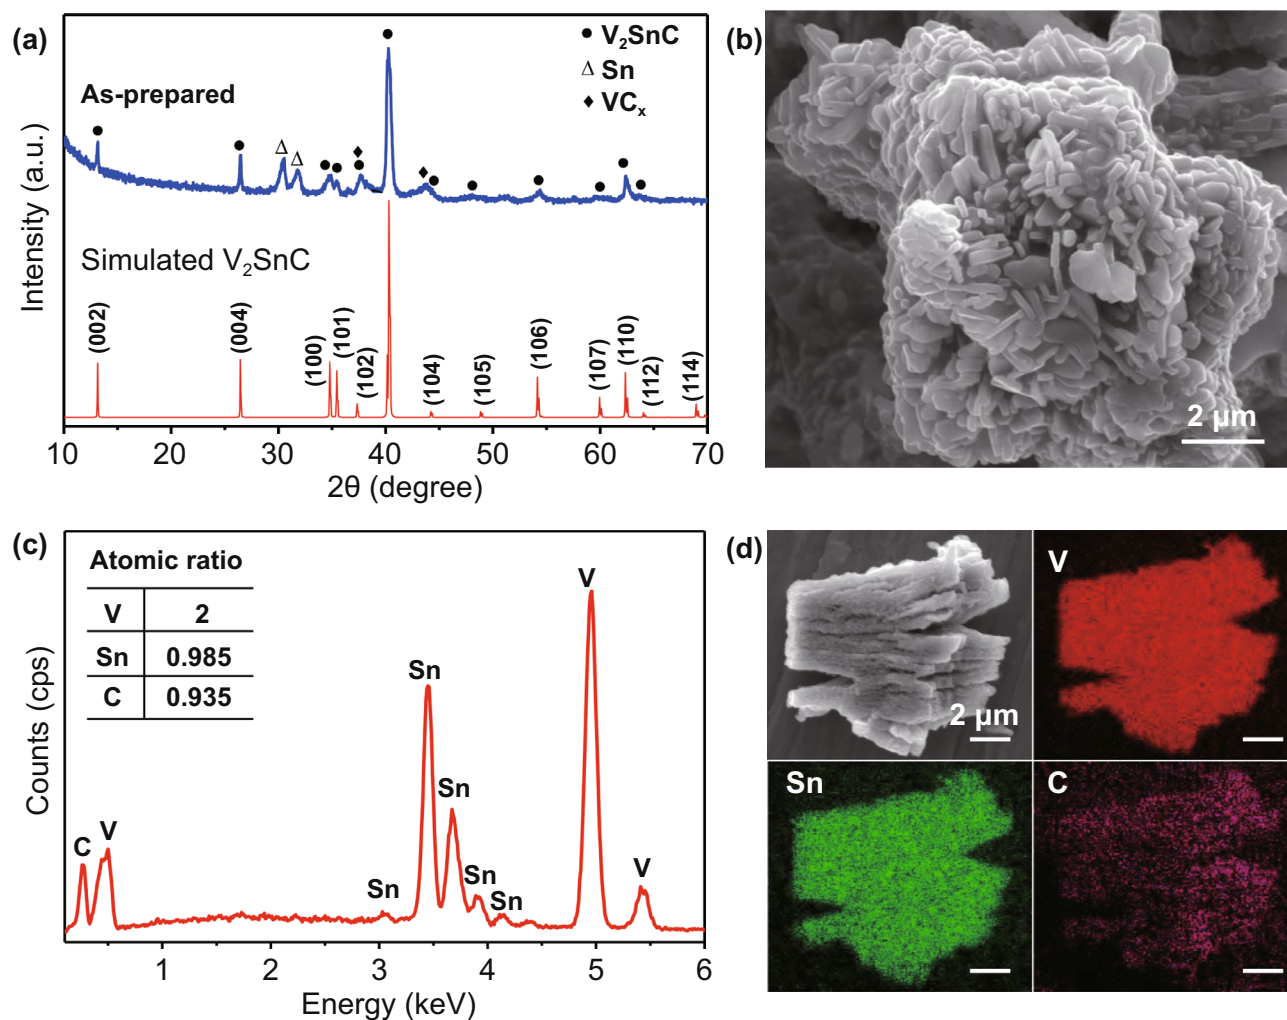 (a)
● V₂SnC
Δ Sn
♦ VCₓ
As-prepared
Simulated V₂SnC
(002)
(004)
(100)
(101)
(102)
(104)
(105)
(106)
(107)
(110)
(112)
(114)
Intensity (a.u.)
10 20 30 40 50 60 70
2θ (degree)
(b)
2 μm
(c)
Atomic ratio
V 2
Sn 0.985
C 0.935
C
V
Sn
Sn
Sn
Sn
Sn
V
V
Counts (cps)
1 2 3 4 5 6
Energy (keV)
(d)
2 μm
V
Sn
C